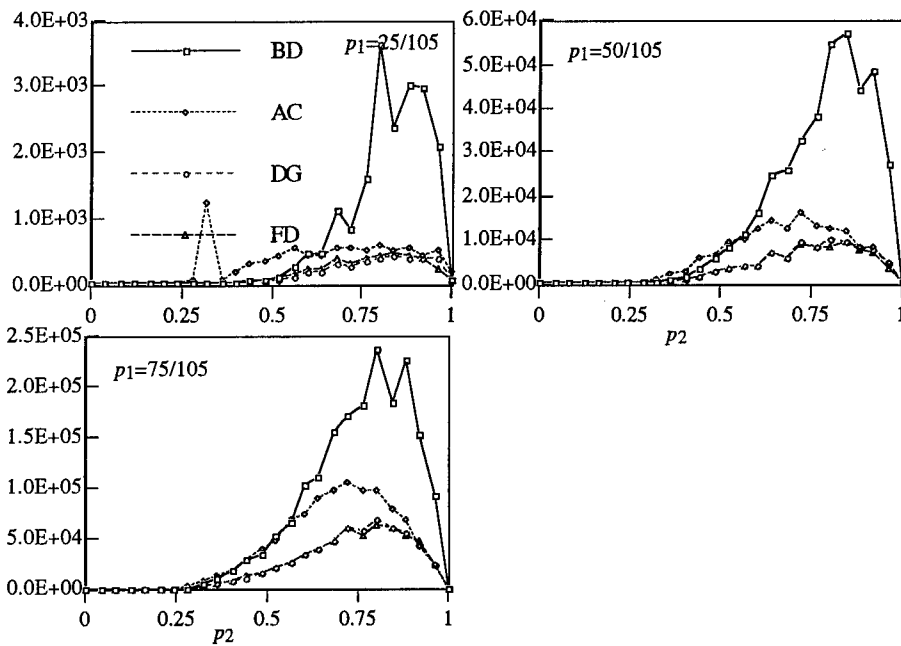 4.0E+03
3.0E+03
2.0E+03
1.0E+03
0.0E+00
p1=25/105
BD
AC
DG
FD
0 0.25 0.5 0.75 1
6.0E+04
5.0E+04
4.0E+04
3.0E+04
2.0E+04
1.0E+04
0.0E+00
p1=50/105
0 0.25 0.5 0.75 1
p2
2.5E+05
2.0E+05
1.5E+05
1.0E+05
5.0E+04
0.0E+00
p1=75/105
0 0.25 0.5 0.75 1
p2